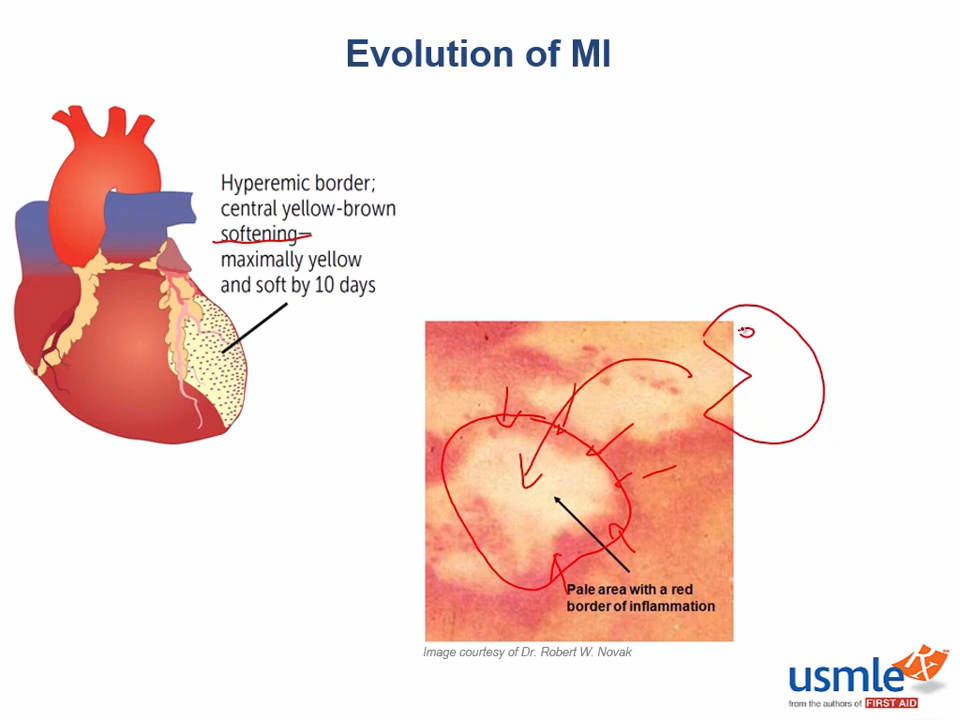 Evolution of MI
Hyperemic border;
central yellow-brown
softening—
maximally yellow
and soft by 10 days
Pale area with a red
border of inflammation
Image courtesy of Dr. Robert W. Novak
usmle Rx
from the authors of FIRST AID